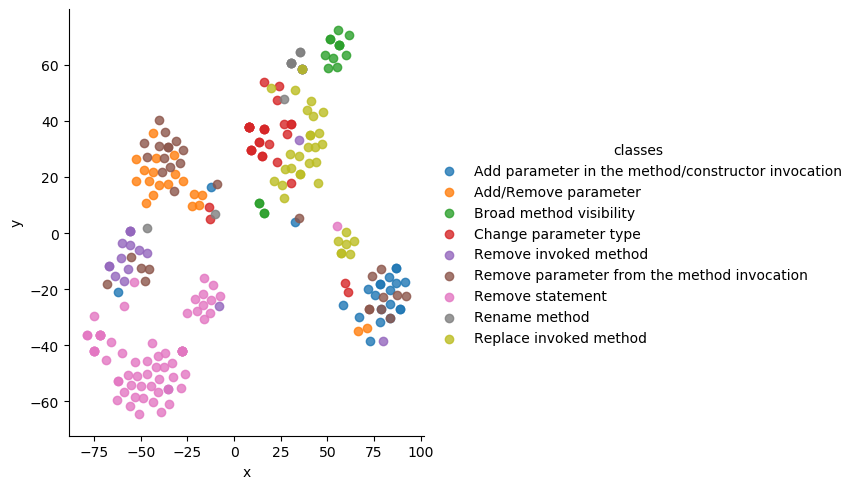 80
60
40
20
0
−20
−40
−60
y
−75
−50
−25
0
25
50
75
100
x
classes
Add parameter in the method/constructor invocation
Add/Remove parameter
Broad method visibility
Change parameter type
Remove invoked method
Remove parameter from the method invocation
Remove statement
Rename method
Replace invoked method